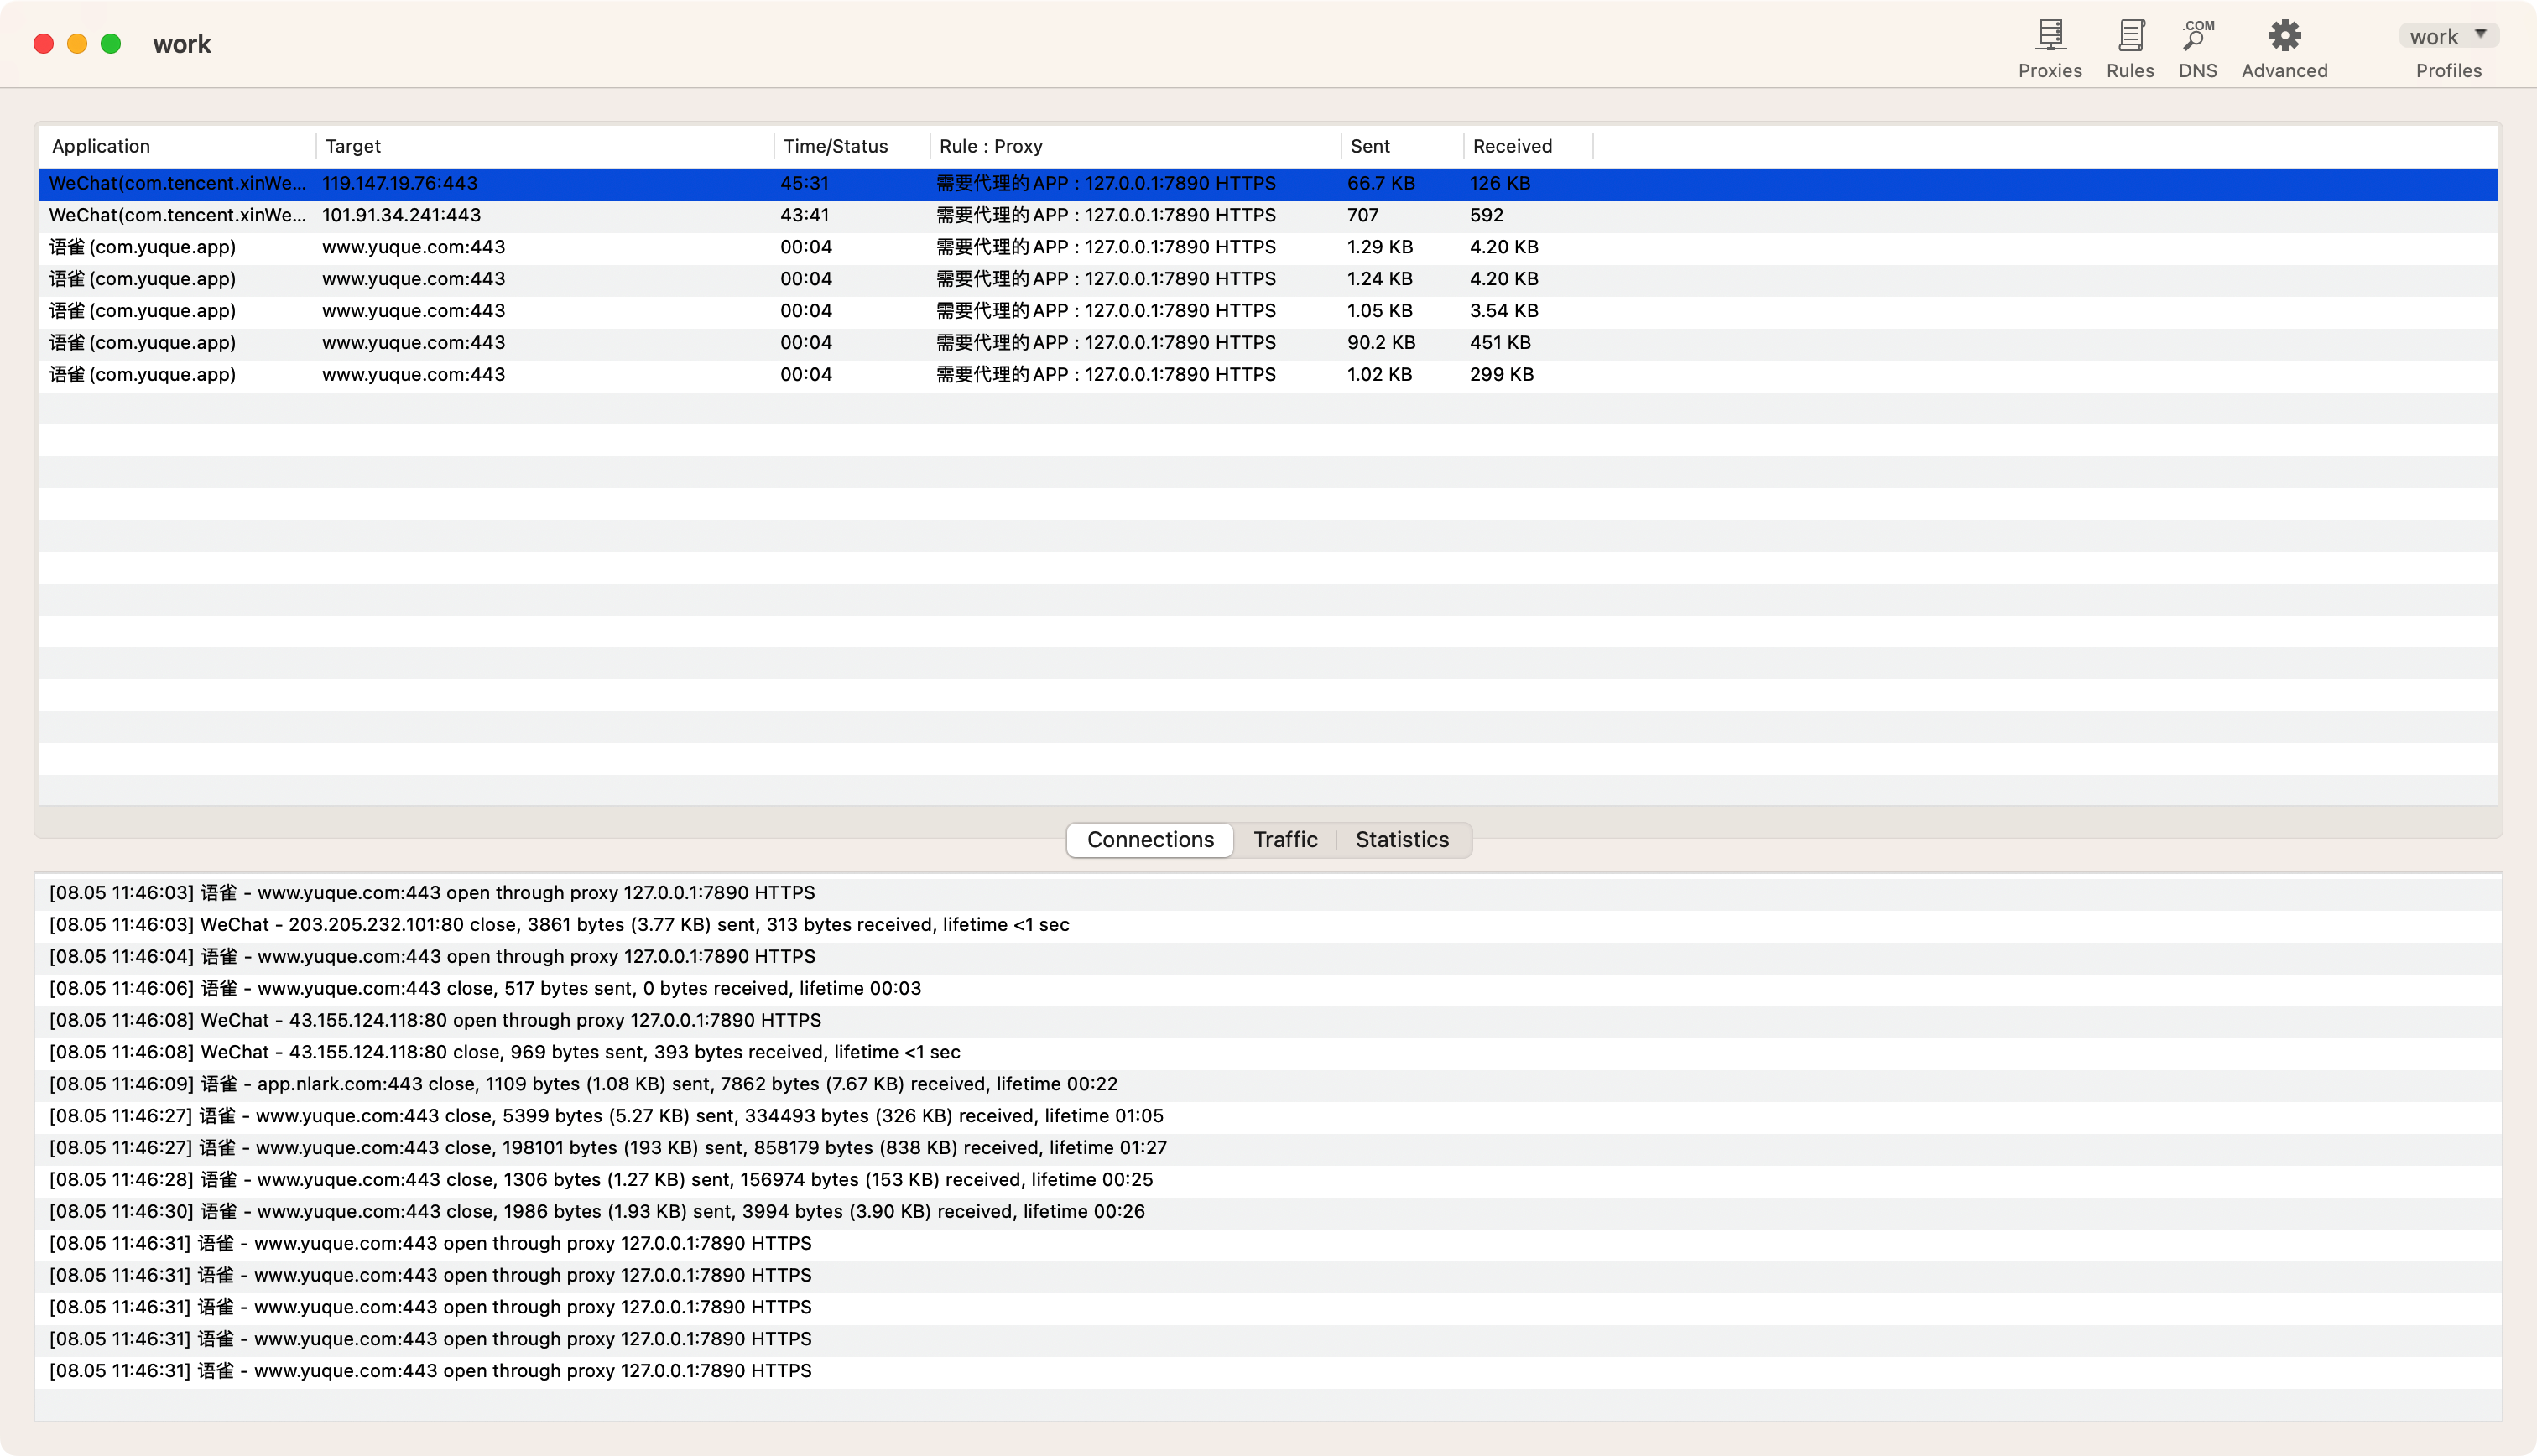 work
.COM
work
Proxies Rules DNS Advanced Profiles
Application Target Time/Status Rule : Proxy Sent Received
WeChat(com.tencent.xinWe... 119.147.19.76:443 45:31 需要代理的APP : 127.0.0.1:7890 HTTPS 66.7 KB 126 KB
WeChat(com.tencent.xinWe... 101.91.34.241:443 43:41 需要代理的APP : 127.0.0.1:7890 HTTPS 707 592
语雀 (com.yuque.app) www.yuque.com:443 00:04 需要代理的APP : 127.0.0.1:7890 HTTPS 1.29 KB 4.20 KB
语雀 (com.yuque.app) www.yuque.com:443 00:04 需要代理的APP : 127.0.0.1:7890 HTTPS 1.24 KB 4.20 KB
语雀 (com.yuque.app) www.yuque.com:443 00:04 需要代理的APP : 127.0.0.1:7890 HTTPS 1.05 KB 3.54 KB
语雀 (com.yuque.app) www.yuque.com:443 00:04 需要代理的APP : 127.0.0.1:7890 HTTPS 90.2 KB 451 KB
语雀 (com.yuque.app) www.yuque.com:443 00:04 需要代理的APP : 127.0.0.1:7890 HTTPS 1.02 KB 299 KB
Connections Traffic Statistics
[08.05 11:46:03] 语雀 - www.yuque.com:443 open through proxy 127.0.0.1:7890 HTTPS
[08.05 11:46:03] WeChat - 203.205.232.101:80 close, 3861 bytes (3.77 KB) sent, 313 bytes received, lifetime <1 sec
[08.05 11:46:04] 语雀 - www.yuque.com:443 open through proxy 127.0.0.1:7890 HTTPS
[08.05 11:46:06] 语雀 - www.yuque.com:443 close, 517 bytes sent, 0 bytes received, lifetime 00:03
[08.05 11:46:08] WeChat - 43.155.124.118:80 open through proxy 127.0.0.1:7890 HTTPS
[08.05 11:46:08] WeChat - 43.155.124.118:80 close, 969 bytes sent, 393 bytes received, lifetime <1 sec
[08.05 11:46:09] 语雀 - app.nlark.com:443 close, 1109 bytes (1.08 KB) sent, 7862 bytes (7.67 KB) received, lifetime 00:22
[08.05 11:46:27] 语雀 - www.yuque.com:443 close, 5399 bytes (5.27 KB) sent, 334493 bytes (326 KB) received, lifetime 01:05
[08.05 11:46:27] 语雀 - www.yuque.com:443 close, 198101 bytes (193 KB) sent, 858179 bytes (838 KB) received, lifetime 01:27
[08.05 11:46:28] 语雀 - www.yuque.com:443 close, 1306 bytes (1.27 KB) sent, 156974 bytes (153 KB) received, lifetime 00:25
[08.05 11:46:30] 语雀 - www.yuque.com:443 close, 1986 bytes (1.93 KB) sent, 3994 bytes (3.90 KB) received, lifetime 00:26
[08.05 11:46:31] 语雀 - www.yuque.com:443 open through proxy 127.0.0.1:7890 HTTPS
[08.05 11:46:31] 语雀 - www.yuque.com:443 open through proxy 127.0.0.1:7890 HTTPS
[08.05 11:46:31] 语雀 - www.yuque.com:443 open through proxy 127.0.0.1:7890 HTTPS
[08.05 11:46:31] 语雀 - www.yuque.com:443 open through proxy 127.0.0.1:7890 HTTPS
[08.05 11:46:31] 语雀 - www.yuque.com:443 open through proxy 127.0.0.1:7890 HTTPS